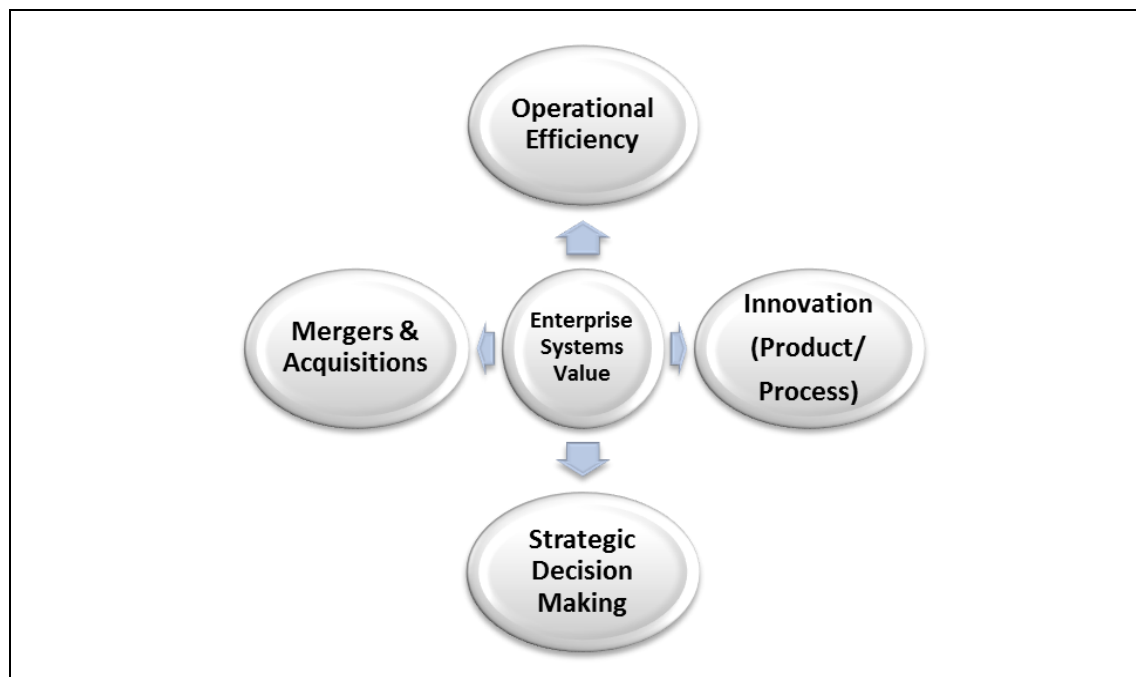 Operational
Efficiency
Mergers &
Acquisitions
Enterprise
Systems
Value
Innovation
(Product/
Process)
Strategic
Decision
Making